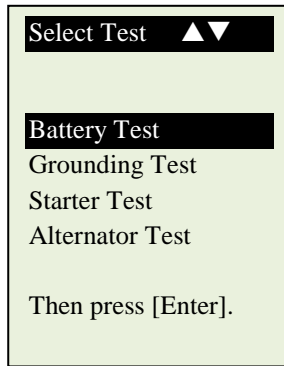 Select Test ▲▼
Battery Test
Grounding Test
Starter Test
Alternator Test
Then press [Enter].